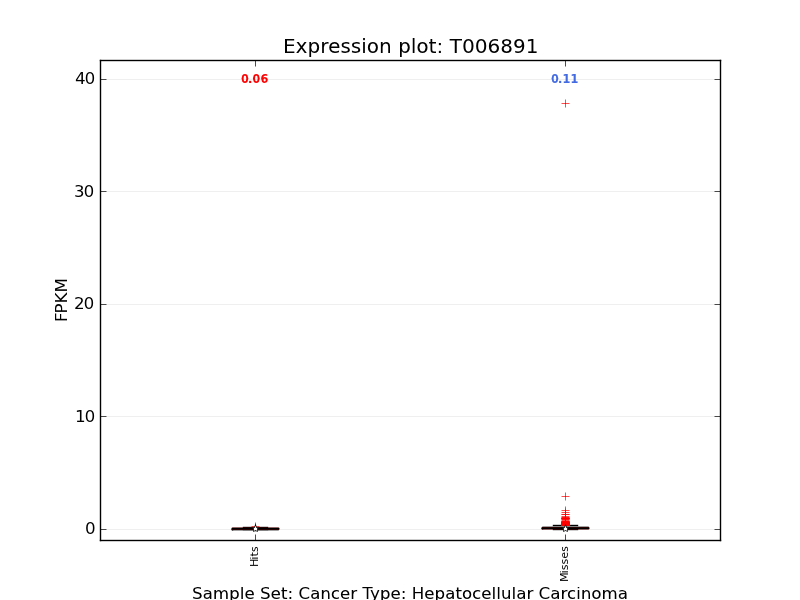 Expression plot: T006891
40
0.06
0.11
30
FPKM
20
10
0
Hits
Misses
Sample Set: Cancer Type: Hepatocellular Carcinoma